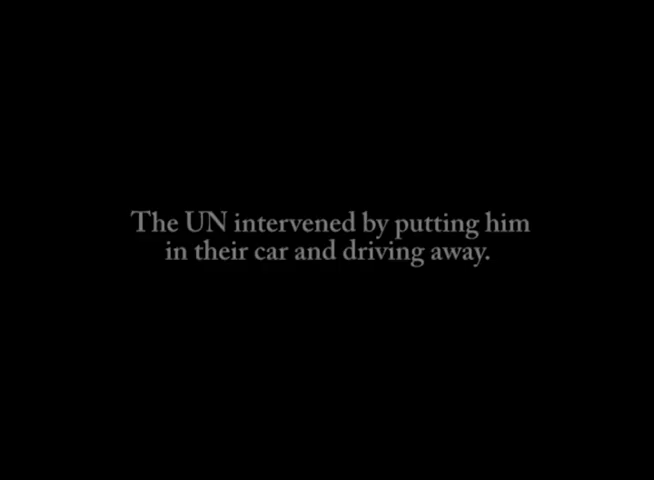 The UN intervened by putting him
in their car and driving away.